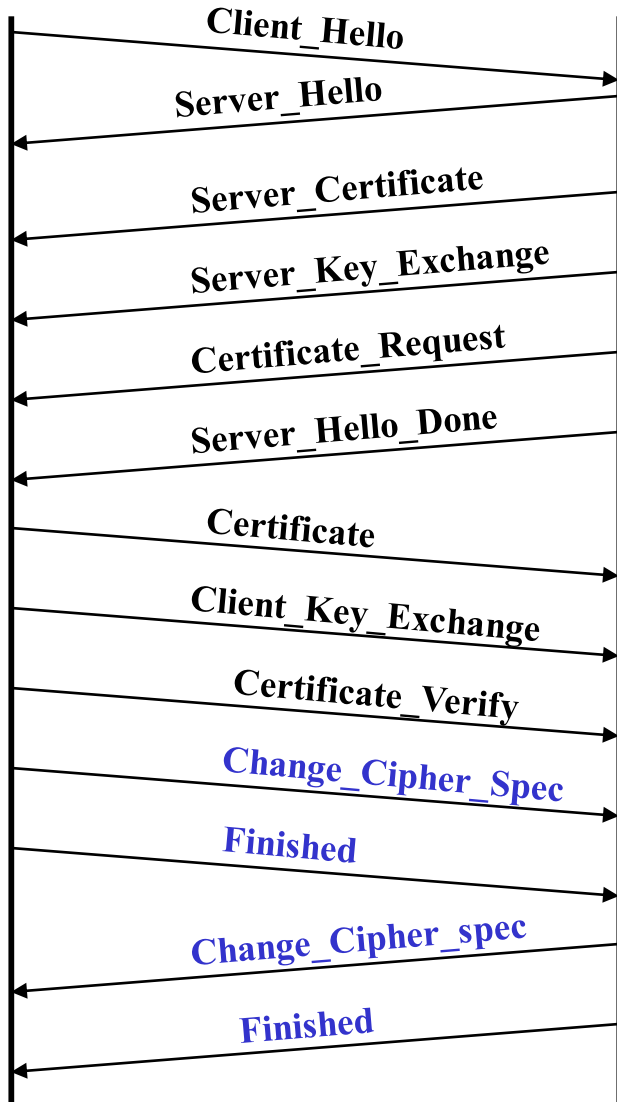 Client_Hello
Server_Hello
Server_Certificate
Server_Key_Exchange
Certificate_Request
Server_Hello_Done
Certificate
Client_Key_Exchange
Certificate_Verify
Change_Cipher_Spec
Finished
Change_Cipher_spec
Finished